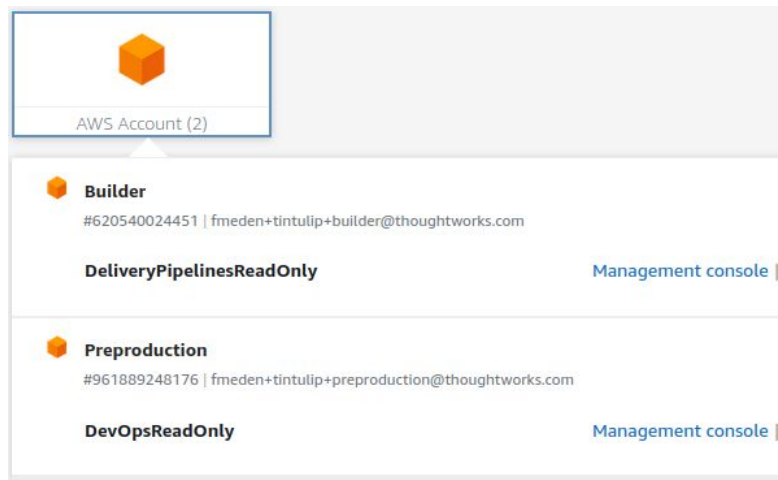 AWS Account (2)
Builder
#620540024451 | fmeden+tintulip+builder@thoughtworks.com
DeliveryPipelinesReadOnly Management console |
Preproduction
#961889248176 | fmeden+tintulip+preproduction@thoughtworks.com
DevOpsReadOnly Management console |